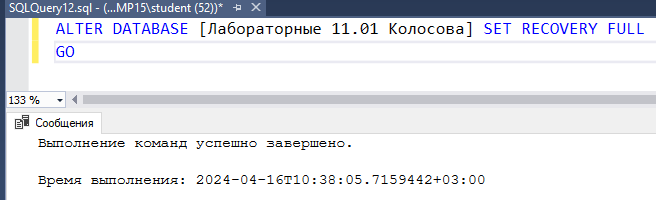 SQLQuery12.sql - (...MP15\student (52))*
ALTER DATABASE [Лабораторные 11.01 Колосова] SET RECOVERY FULL
GO
133 %
Сообщения
Выполнение команд успешно завершено.
Время выполнения: 2024-04-16T10:38:05.7159442+03:00